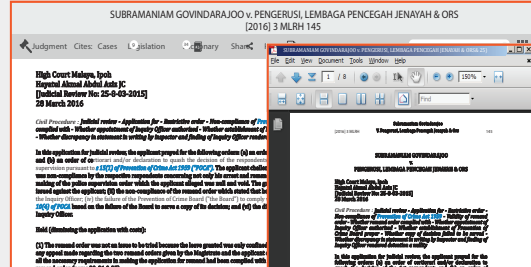 SUBRAMANIAM GOVINDARAJOO v. PENGERUSI, LEMBAGA PENCEGAH JENAYAH & ORS
[2016] 3 MLRH 145
Judgment Cites: Cases Legislation Dictionary Share
High Court Malaya, Ipoh
Hayatul Akmal Abdul Aziz JC
[Judicial Review No: 25-8-03-2015]
28 March 2016
Civil Procedure : Judicial review - Application for - Restrictive order - Non-compliance of
complied with - Whether appointment of Inquiry Officer authorised - Whether establishment of
- Whether discrepancy in statement in writing by Inspector and finding of Inquiry Officer
In this application for judicial review, the applicant prayed for the following orders: (a) an
and (b) an order of certiorari and/or declaration to quash the decision of the respondents
supervision pursuant to s 15(1) of Prevention of Crime Act 1959 ("POCA"). The applicant
non-compliance by the respective respondents concerning not only his arrest and
making of the police supervision order which the applicant alleged was null and void. The
issued against the applicant; (ii) the non-compliance of the remand order which stated that
the Inquiry Officer; (iv) the failure of the Prevention of Crime Board (the "Board") to comply
10(4) of POCA based on the failure of the Board to serve a copy of its decision; and (vi) the
Inquiry Officer.
Held (dismissing the application with costs):
(1) The remand order was not an issue to be tried because the leave granted was only
any appeal made regarding the two remand orders given by the Magistrate and the applicant
all the necessary requirements in making the application for remand had been complied with
SUBRAMANIAM GOVINDARAJOO v. PENGERUSI, LEMBAGA PENCEGAH JENAYAH & ORS
File Edit View Document Tools Window Help
1 / 8
150%
Find
Subramaniam Govindarajoo
[2016] 3 MLRH
v. Pengerusi, Lembaga Pencegah Jenayah & Ors
145
SUBRAMANIAM GOVINDARAJOO
v.
PENGERUSI, LEMBAGA PENCEGAH JENAYAH & ORS
High Court Malaya, Ipoh
Hayatul Akmal Abdul Aziz JC
[Judicial Review No: 25-8-03-2015]
28 March 2016
Civil Procedure : Judicial review - Application for - Restrictive order -
Non-compliance of Prevention of Crime Act 1959 - Validity of remand
order - Whether remand order complied with - Whether appointment of
Inquiry Officer authorised - Whether establishment of Prevention of
Crime Board proper - Whether copy of decision failed to be served -
Whether discrepancy in statement in writing by Inspector and finding of
Inquiry Officer rendered detention a nullity
In this application for judicial review, the applicant prayed for the
following orders: (a) an order of certiorari and/or declaration to